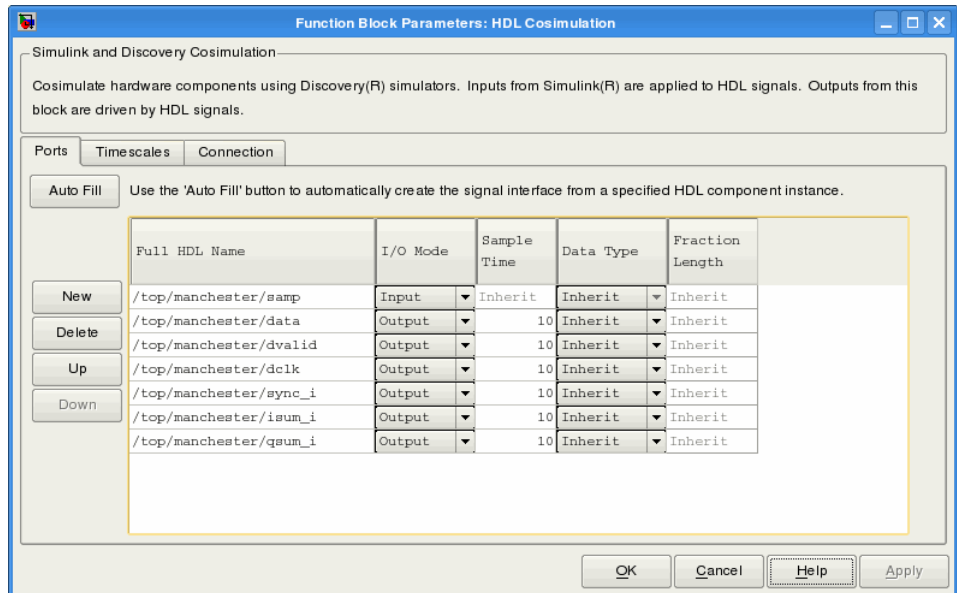 Function Block Parameters: HDL Cosimulation
Simulink and Discovery Cosimulation
Cosimulate hardware components using Discovery(R) simulators. Inputs from Simulink(R) are applied to HDL signals. Outputs from this
block are driven by HDL signals.
Ports Timescales Connection
Auto Fill Use the 'Auto Fill' button to automatically create the signal interface from a specified HDL component instance.
Full HDL Name I/O Mode Sample Time Data Type Fraction Length
New /top/manchester/samp Input Inherit Inherit Inherit
/top/manchester/data Output 10 Inherit Inherit
Delete /top/manchester/dvalid Output 10 Inherit Inherit
Up /top/manchester/dclk Output 10 Inherit Inherit
Down /top/manchester/sync_i Output 10 Inherit Inherit
/top/manchester/isum_i Output 10 Inherit Inherit
/top/manchester/qsum_i Output 10 Inherit Inherit
OK Cancel Help Apply